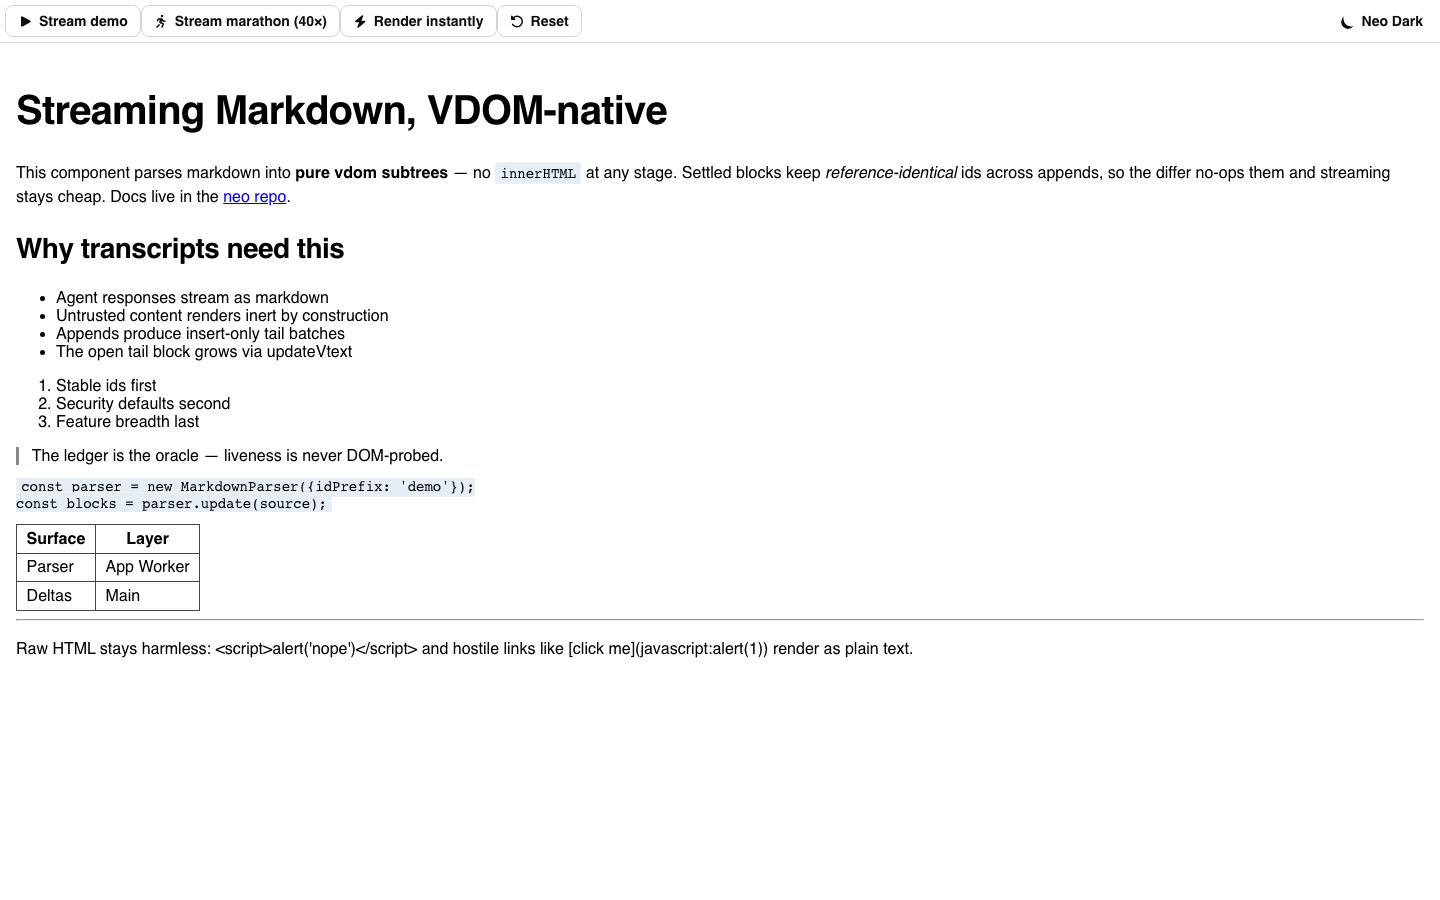 Stream demo Stream marathon (40×) Render instantly Reset Neo Dark
Streaming Markdown, VDOM-native
This component parses markdown into pure vdom subtrees — no innerHTML at any stage. Settled blocks keep reference-identical ids across appends, so the differ no-ops them and streaming
stays cheap. Docs live in the neo repo.
Why transcripts need this
• Agent responses stream as markdown
• Untrusted content renders inert by construction
• Appends produce insert-only tail batches
• The open tail block grows via updateVtext
1. Stable ids first
2. Security defaults second
3. Feature breadth last
The ledger is the oracle — liveness is never DOM-probed.
const parser = new MarkdownParser({idPrefix: 'demo'});
const blocks = parser.update(source);
Surface Layer
Parser App Worker
Deltas Main
Raw HTML stays harmless: <script>alert('nope')</script> and hostile links like [click me](javascript:alert(1)) render as plain text.